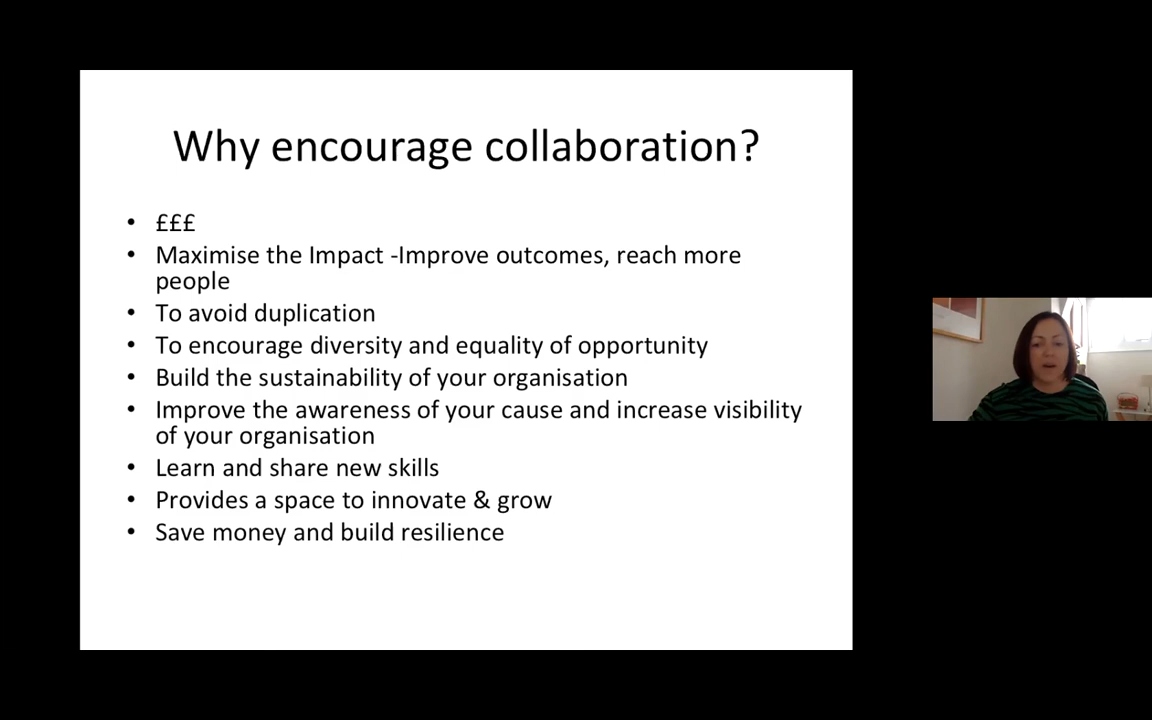 Why encourage collaboration?
• £££
• Maximise the Impact -Improve outcomes, reach more
people
• To avoid duplication
• To encourage diversity and equality of opportunity
• Build the sustainability of your organisation
• Improve the awareness of your cause and increase visibility
of your organisation
• Learn and share new skills
• Provides a space to innovate & grow
• Save money and build resilience